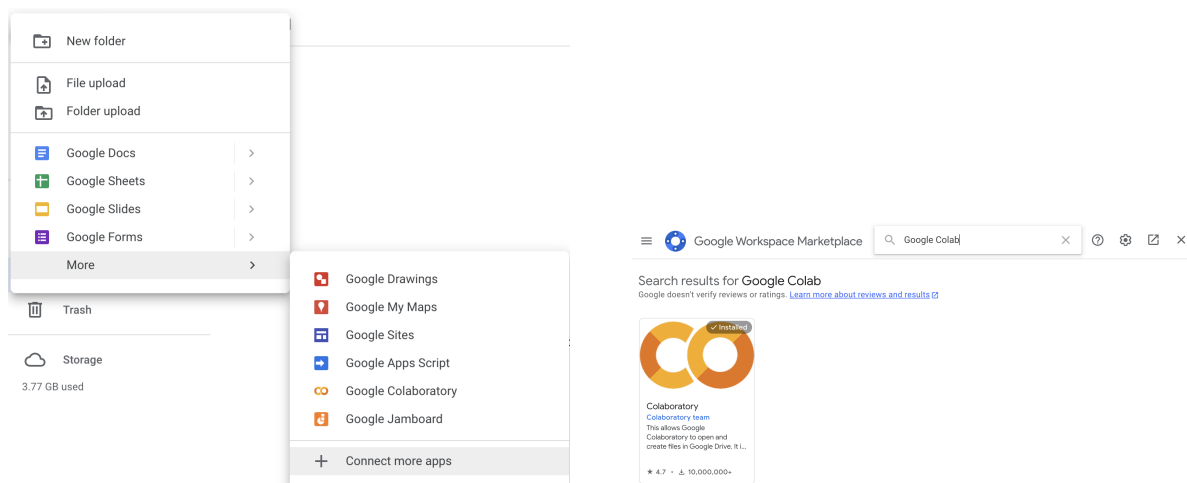 New folder
File upload
Folder upload
Google Docs
Google Sheets
Google Slides
Google Forms
More
Trash
Storage
3.77 GB used
Google Drawings
Google My Maps
Google Sites
Google Apps Script
Google Colaboratory
Google Jamboard
Connect more apps
Google Workspace Marketplace
Google Colab
Search results for Google Colab
Google doesn't verify reviews or ratings. Learn more about reviews and results
Installed
Colaboratory
Colaboratory team
This allows Google
Colaboratory to open and
create files in Google Drive. It i...
4.7 • 10,000,000+